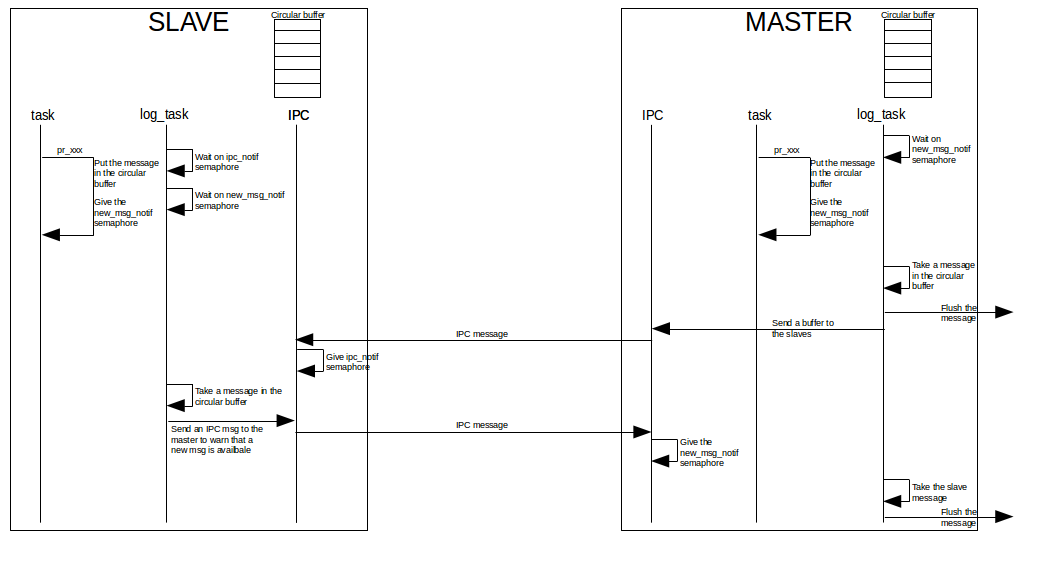 SLAVE
Circular buffer
task
log_task
IPC
pr_xxx
Put the message
in the circular
buffer
Give the
new_msg_notif
semaphore
Wait on ipc_notif
semaphore
Wait on new_msg_notif
semaphore
IPC message
Give ipc_notif
semaphore
Take a message in the
circular buffer
Send an IPC msg to the
master to warn that a
new msg is availbale
IPC message
MASTER
Circular buffer
IPC
task
log_task
pr_xxx
Put the message
in the circular
buffer
Give the
new_msg_notif
semaphore
Wait on
new_msg_notif
semaphore
Take a message
in the circular
buffer
Flush the
message
Send a buffer to
the slaves
Give the
new_msg_notif
semaphore
Take the slave
message
Flush the
message